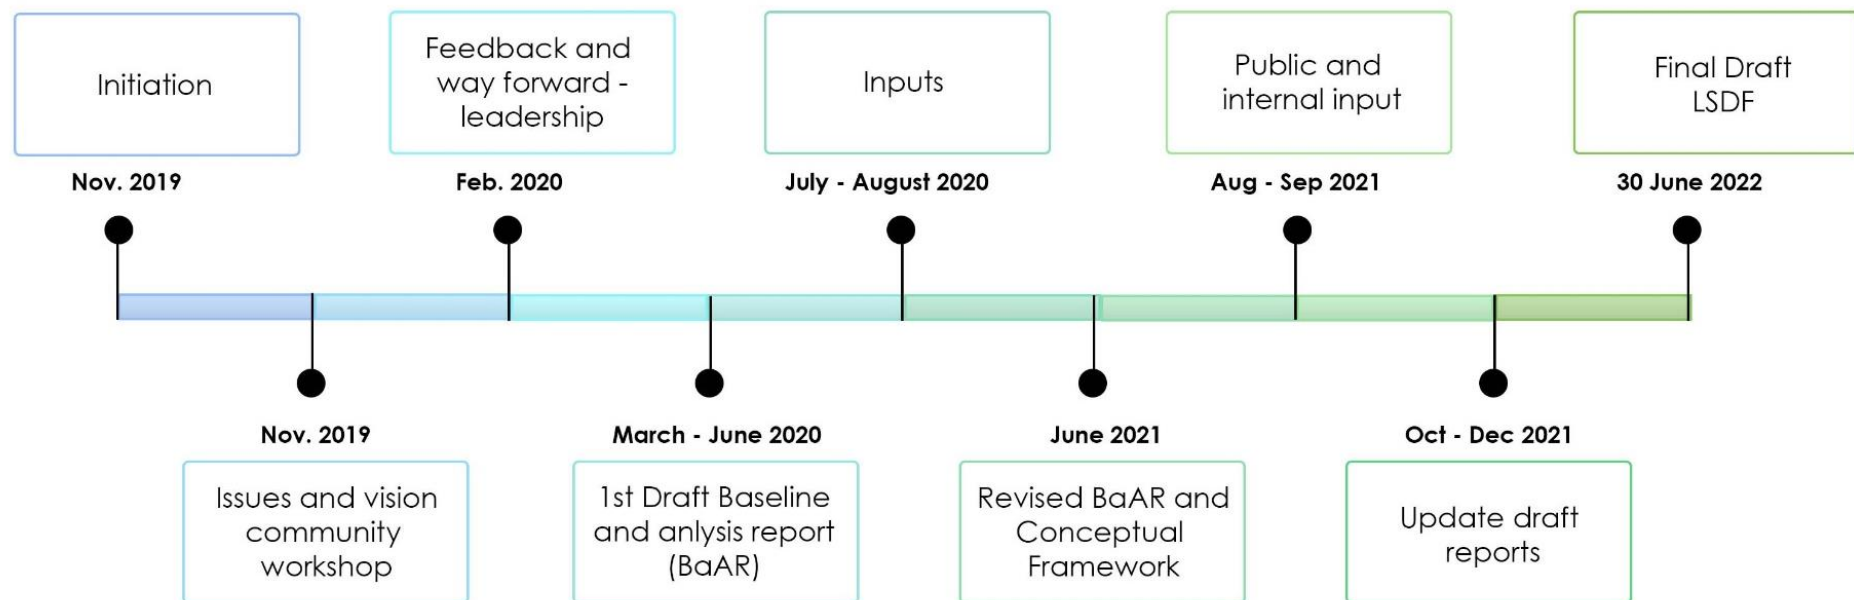 Initiation
Nov. 2019
Feedback and
way forward -
leadership
Feb. 2020
Inputs
July - August 2020
Public and
internal input
Aug - Sep 2021
Final Draft
LSDF
30 June 2022
Nov. 2019
Issues and vision
community
workshop
March - June 2020
1st Draft Baseline
and anlysis report
(BaAR)
June 2021
Revised BaAR and
Conceptual
Framework
Oct - Dec 2021
Update draft
reports